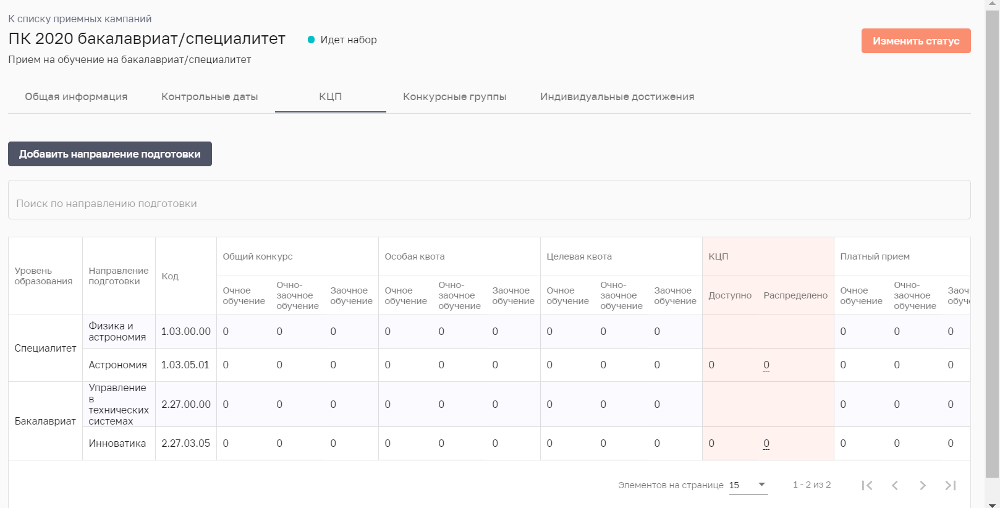 К списку приемных кампаний
ПК 2020 бакалавриат/специалитет
Идет набор
Изменить статус
Прием на обучение на бакалавриат/специалитет
Общая информация
Контрольные даты
КЦП
Конкурсные группы
Индивидуальные достижения
Добавить направление подготовки
Поиск по направлению подготовки
Уровень
образования
Направление
подготовки
Код
Общий конкурс
Особая квота
Целевая квота
КЦП
Платный прием
Очное
обучение
Очно-
заочное
обучение
Заочное
обучение
Очное
обучение
Очно-
заочное
обучение
Заочное
обучение
Очное
обучение
Очно-
заочное
обучение
Заочное
обучение
Доступно
Распределено
Очное
обучение
Очно-
заочное
обучение
Заоч
обуч
Специалитет
Физика и
астрономия
1.03.00.00 0 0 0 0 0 0 0 0 0 0 0 0
Астрономия 1.03.05.01 0 0 0 0 0 0 0 0 0 0 0 0 0 0
Бакалавриат
Управление
в
технических
системах
2.27.00.00 0 0 0 0 0 0 0 0 0 0 0 0
Инноватика 2.27.03.05 0 0 0 0 0 0 0 0 0 0 0 0 0 0
Элементов на странице 15 1 - 2 из 2